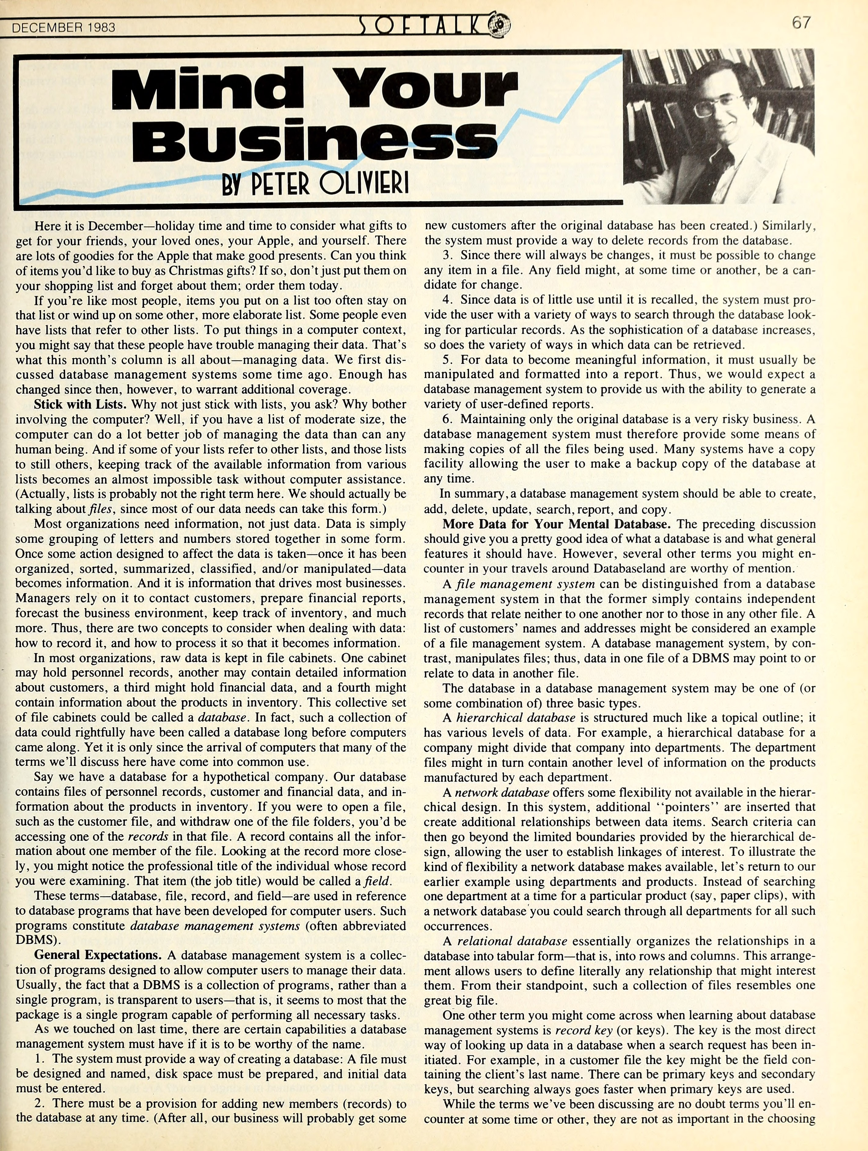 DECEMBER 1983
SOFTALK
67
Mind Your
Business
BY PETER OLIVIERI
Here it is December—holiday time and time to consider what gifts to
get for your friends, your loved ones, your Apple, and yourself. There
are lots of goodies for the Apple that make good presents. Can you think
of items you'd like to buy as Christmas gifts? If so, don't just put them on
your shopping list and forget about them; order them today.
If you're like most people, items you put on a list too often stay on
that list or wind up on some other, more elaborate list. Some people even
have lists that refer to other lists. To put things in a computer context,
you might say that these people have trouble managing their data. That's
what this month's column is all about—managing data. We first dis-
cussed database management systems some time ago. Enough has
changed since then, however, to warrant additional coverage.
Stick with Lists. Why not just stick with lists, you ask? Why bother
involving the computer? Well, if you have a list of moderate size, the
computer can do a lot better job of managing the data than can any
human being. And if some of your lists refer to other lists, and those lists
to still others, keeping track of the available information from various
lists becomes an almost impossible task without computer assistance.
(Actually, lists is probably not the right term here. We should actually be
talking about files, since most of our data needs can take this form.)
Most organizations need information, not just data. Data is simply
some grouping of letters and numbers stored together in some form.
Once some action designed to affect the data is taken—once it has been
organized, sorted, summarized, classified, and/or manipulated—data
becomes information. And it is information that drives most businesses.
Managers rely on it to contact customers, prepare financial reports,
forecast the business environment, keep track of inventory, and much
more. Thus, there are two concepts to consider when dealing with data:
how to record it, and how to process it so that it becomes information.
In most organizations, raw data is kept in file cabinets. One cabinet
may hold personnel records, another may contain detailed information
about customers, a third might hold financial data, and a fourth might
contain information about the products in inventory. This collective set
of file cabinets could be called a database. In fact, such a collection of
data could rightfully have been called a database long before computers
came along. Yet it is only since the arrival of computers that many of the
terms we'll discuss here have come into common use.
Say we have a database for a hypothetical company. Our database
contains files of personnel records, customer and financial data, and in-
formation about the products in inventory. If you were to open a file,
such as the customer file, and withdraw one of the file folders, you'd be
accessing one of the records in that file. A record contains all the infor-
mation about one member of the file. Looking at the record more close-
ly, you might notice the professional title of the individual whose record
you were examining. That item (the job title) would be called a field.
These terms—database, file, record, and field—are used in reference
to database programs that have been developed for computer users. Such
programs constitute database management systems (often abbreviated
DBMS).
General Expectations. A database management system is a collec-
tion of programs designed to allow computer users to manage their data.
Usually, the fact that a DBMS is a collection of programs, rather than a
single program, is transparent to users—that is, it seems to most that the
package is a single program capable of performing all necessary tasks.
As we touched on last time, there are certain capabilities a database
management system must have if it is to be worthy of the name.
1. The system must provide a way of creating a database: A file must
be designed and named, disk space must be prepared, and initial data
must be entered.
2. There must be a provision for adding new members (records) to
the database at any time. (After all, our business will probably get some
new customers after the original database has been created.) Similarly,
the system must provide a way to delete records from the database.
3. Since there will always be changes, it must be possible to change
any item in a file. Any field might, at some time or another, be a can-
didate for change.
4. Since data is of little use until it is recalled, the system must pro-
vide the user with a variety of ways to search through the database look-
ing for particular records. As the sophistication of a database increases,
so does the variety of ways in which data can be retrieved.
5. For data to become meaningful information, it must usually be
manipulated and formatted into a report. Thus, we would expect a
database management system to provide us with the ability to generate a
variety of user-defined reports.
6. Maintaining only the original database is a very risky business. A
database management system must therefore provide some means of
making copies of all the files being used. Many systems have a copy
facility allowing the user to make a backup copy of the database at
any time.
In summary, a database management system should be able to create,
add, delete, update, search, report, and copy.
More Data for Your Mental Database. The preceding discussion
should give you a pretty good idea of what a database is and what general
features it should have. However, several other terms you might en-
counter in your travels around Databaseland are worthy of mention.
A file management system can be distinguished from a database
management system in that the former simply contains independent
records that relate neither to one another nor to those in any other file. A
list of customers' names and addresses might be considered an example
of a file management system. A database management system, by con-
trast, manipulates files; thus, data in one file of a DBMS may point to or
relate to data in another file.
The database in a database management system may be one of (or
some combination of) three basic types.
A hierarchical database is structured much like a topical outline; it
has various levels of data. For example, a hierarchical database for a
company might divide that company into departments. The department
files might in turn contain another level of information on the products
manufactured by each department.
A network database offers some flexibility not available in the hierar-
chical design. In this system, additional "pointers" are inserted that
create additional relationships between data items. Search criteria can
then go beyond the limited boundaries provided by the hierarchical de-
sign, allowing the user to establish linkages of interest. To illustrate the
kind of flexibility a network database makes available, let's return to our
earlier example using departments and products. Instead of searching
one department at a time for a particular product (say, paper clips), with
a network database you could search through all departments for all such
occurrences.
A relational database essentially organizes the relationships in a
database into tabular form—that is, into rows and columns. This arrange-
ment allows users to define literally any relationship that might interest
them. From their standpoint, such a collection of files resembles one
great big file.
One other term you might come across when learning about database
management systems is record key (or keys). The key is the most direct
way of looking up data in a database when a search request has been in-
itiated. For example, in a customer file the key might be the field con-
taining the client's last name. There can be primary keys and secondary
keys, but searching always goes faster when primary keys are used.
While the terms we've been discussing are no doubt terms you'll en-
counter at some time or other, they are not as important in the choosing